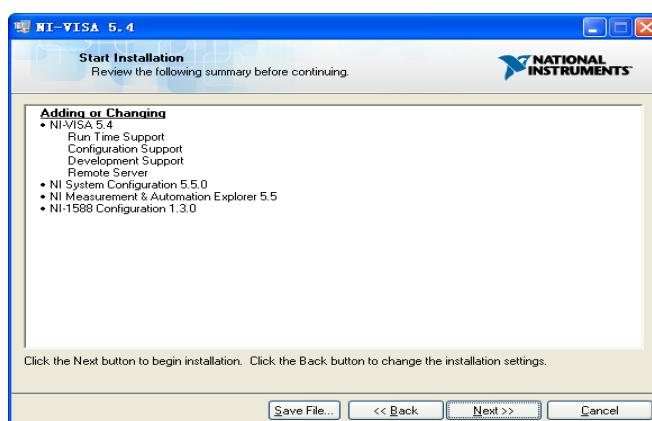 NI-VISA 5.4
Start Installation
Review the following summary before continuing.
NATIONAL
INSTRUMENTS™
Adding or Changing
• NI-VISA 5.4
Run Time Support
Configuration Support
Development Support
Remote Server
• NI System Configuration 5.5.0
• NI Measurement & Automation Explorer 5.5
• NI-1588 Configuration 1.3.0
Click the Next button to begin installation. Click the Back button to change the installation settings.
Save File... << Back Next >> Cancel